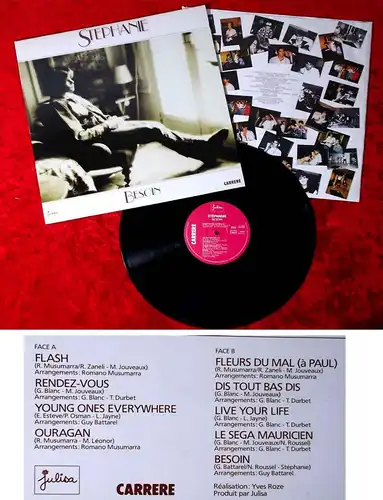 STEPHANIE
BESOIN
CARRERE
Julisa
STEPHANIE
CARRERE
FACE A
FLASH
(R. Musumarra/R. Zaneli - M. Jouveaux)
Arrangements: Romano Musumarra
RENDEZ-VOUS
(G. Blanc - M. Jouveaux)
Arrangements: G. Blanc - T. Durbet
YOUNG ONES EVERYWHERE
(E. Esteve/P. Osman - L. Jayne)
Arrangements: Guy Battarel
OURAGAN
(R. Musumarra - M. Léonor)
Arrangements: Romano Musumarra
julisa
CARRERE
FACE B
FLEURS DU MAL (à PAUL)
(R. Musumarra/R. Zaneli - M. Jouveaux)
Arrangements: R. Musumarra
DIS TOUT BAS DIS
(G. Blanc - M. Jouveaux)
Arrangements: G. Blanc - T. Durbet
LIVE YOUR LIFE
(G. Blanc - L. Jayne)
Arrangements: G. Blanc - T. Durbet
LE SEGA MAURICIEN
(G. Blanc - M. Jouveaux/N. Roussel)
Arrangements: G. Blanc - T. Durbet
BESOIN
(G. Battarel/N. Roussel - Stéphanie)
Arrangements: Guy Battarel
Réalisation: Yves Roze
Produit par Julisa